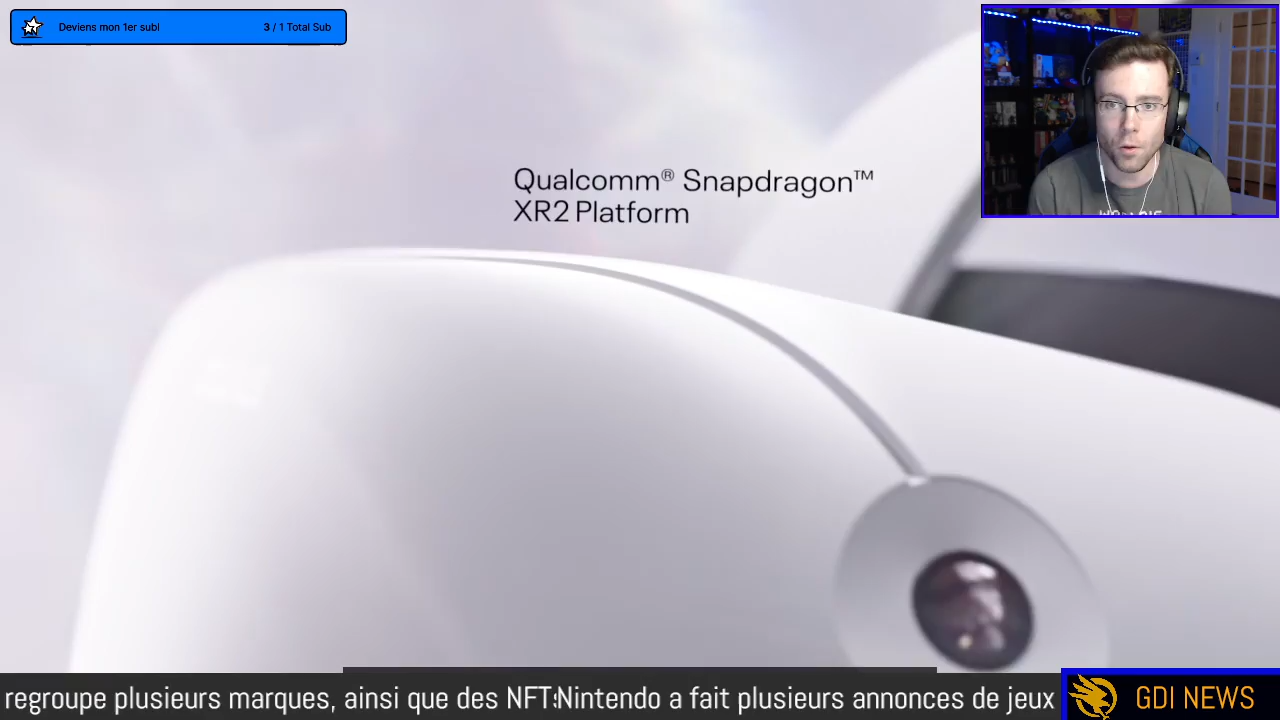 Deviens mon 1er sub!
3 / 1 Total Sub
Qualcomm® Snapdragon™
XR2 Platform
regroupe plusieurs marques, ainsi que des NFT
Nintendo a fait plusieurs annonces de jeux
GDI NEWS